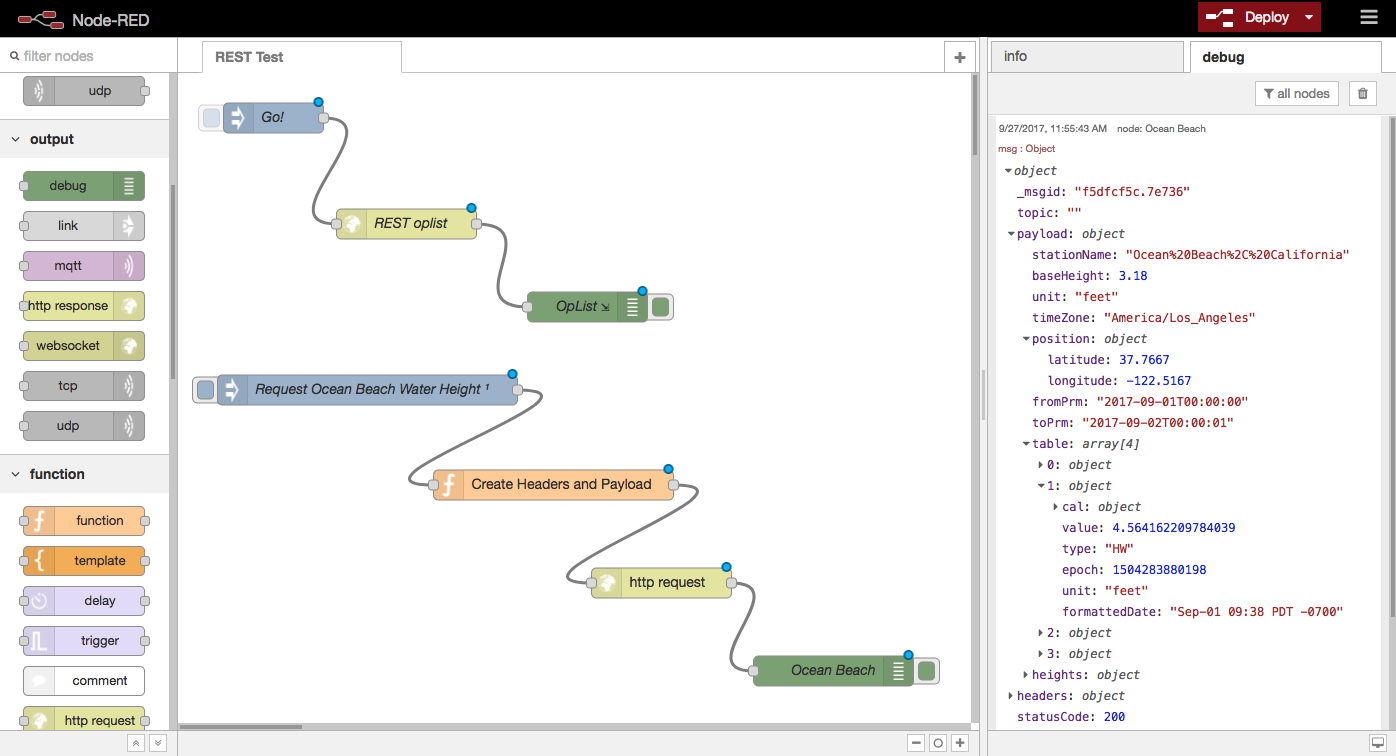 Node-RED
Deploy
filter nodes
REST Test
info
debug
all nodes
udp
output
debug
link
mqtt
http response
websocket
tcp
udp
function
function
template
delay
trigger
comment
http request
Go!
REST oplist
OpList
Request Ocean Beach Water Height ¹
Create Headers and Payload
http request
Ocean Beach
9/27/2017, 11:55:43 AM node: Ocean Beach
msg : Object
object
_msgid: "f5dfcf5c.7e736"
topic: ""
payload: object
stationName: "Ocean%20Beach%2C%20California"
baseHeight: 3.18
unit: "feet"
timeZone: "America/Los_Angeles"
position: object
latitude: 37.7667
longitude: -122.5167
fromPrm: "2017-09-01T00:00:00"
toPrm: "2017-09-02T00:00:01"
table: array[4]
0: object
1: object
cal: object
value: 4.564162209784039
type: "HW"
epoch: 1504283880198
unit: "feet"
formattedDate: "Sep-01 09:38 PDT -0700"
2: object
3: object
heights: object
headers: object
statusCode: 200